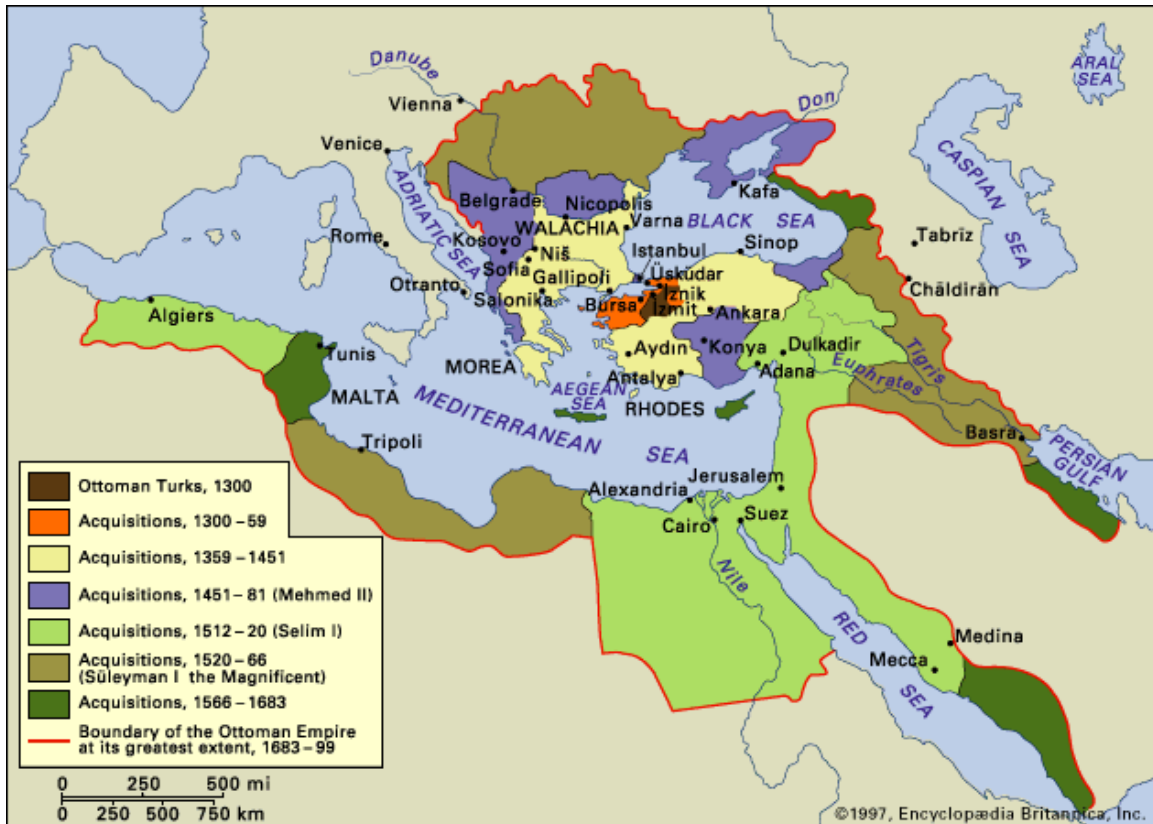 ARAL
SEA
Danube
Vienna
Don
Venice
CASPIAN
SEA
ADRIATIC SEA
Belgrade
Nicopolis
Kafa
WALACHIA
Varna
BLACK SEA
Rome
Kosovo
Niš
Istanbul
Sinop
Tabrīz
Sofia
Gallipoli
Üsküdar
Otranto
Salonika
Bursa
İznik
İzmit
Ankara
Chāldirān
Algiers
Tunis
MOREA
Aydın
Konya
Dulkadir
Tigris
Antalya
Adana
Euphrates
MALTA
AEGEAN
SEA
RHODES
MEDITERRANEAN SEA
Tripoli
Basra
PERSIAN
GULF
Jerusalem
Alexandria
Cairo
Suez
Nile
RED
SEA
Medina
Mecca
Ottoman Turks, 1300
Acquisitions, 1300–59
Acquisitions, 1359–1451
Acquisitions, 1451–81 (Mehmed II)
Acquisitions, 1512–20 (Selim I)
Acquisitions, 1520–66
(Süleyman I the Magnificent)
Acquisitions, 1566–1683
Boundary of the Ottoman Empire
at its greatest extent, 1683–99
0 250 500 mi
0 250 500 750 km
©1997, Encyclopædia Britannica, Inc.